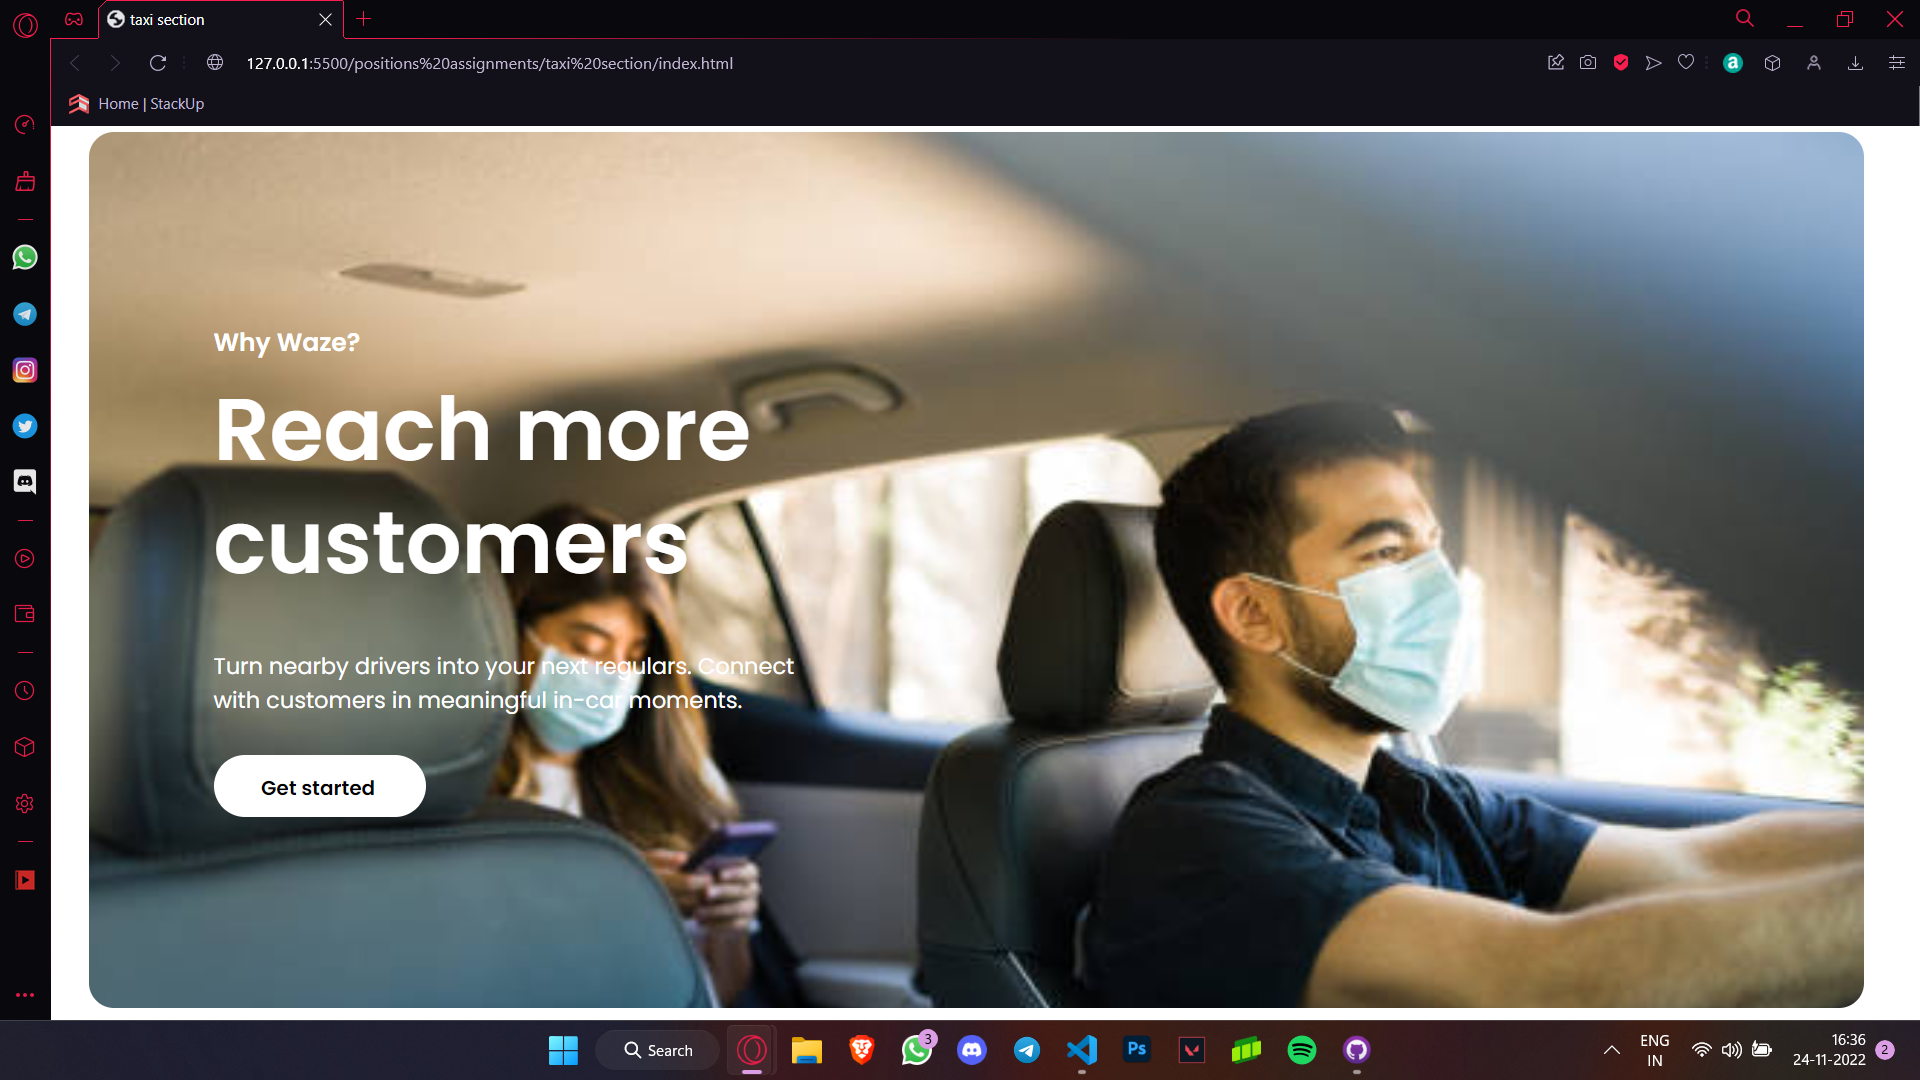 taxi section
127.0.0.1:5500/positions%20assignments/taxi%20section/index.html
a
Home | StackUp
Why Waze?
Reach more
customers
Turn nearby drivers into your next regulars. Connect
with customers in meaningful in-car moments.
Get started
Search
3
Ps
ENG
IN
16:36
24-11-2022
2